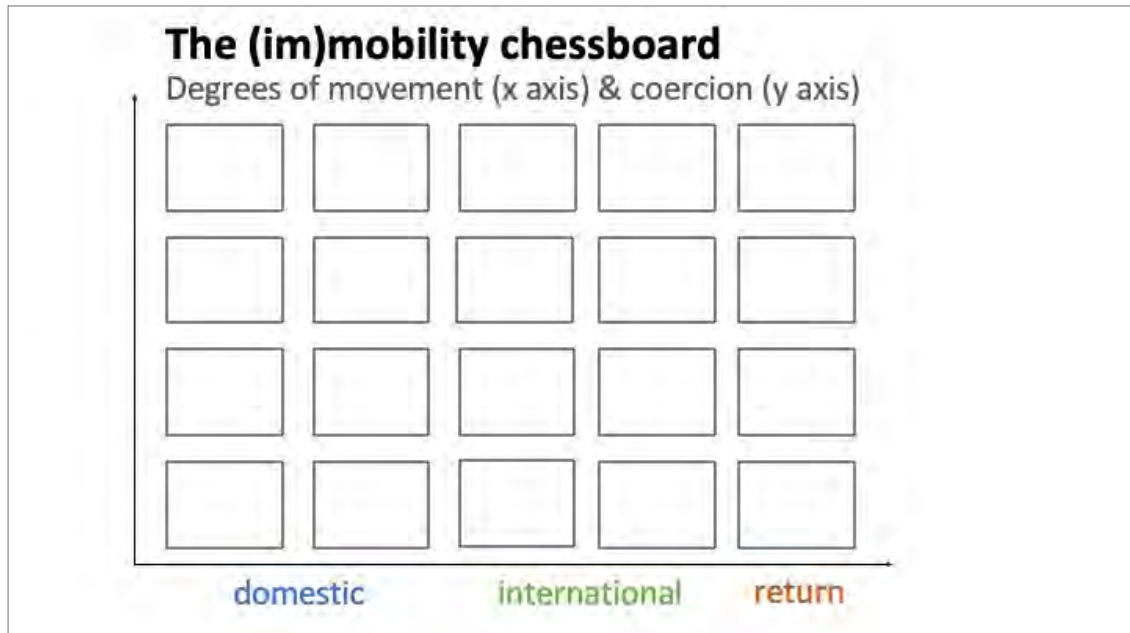 The (im)mobility chessboard
Degrees of movement (x axis) & coercion (y axis)
domestic international return